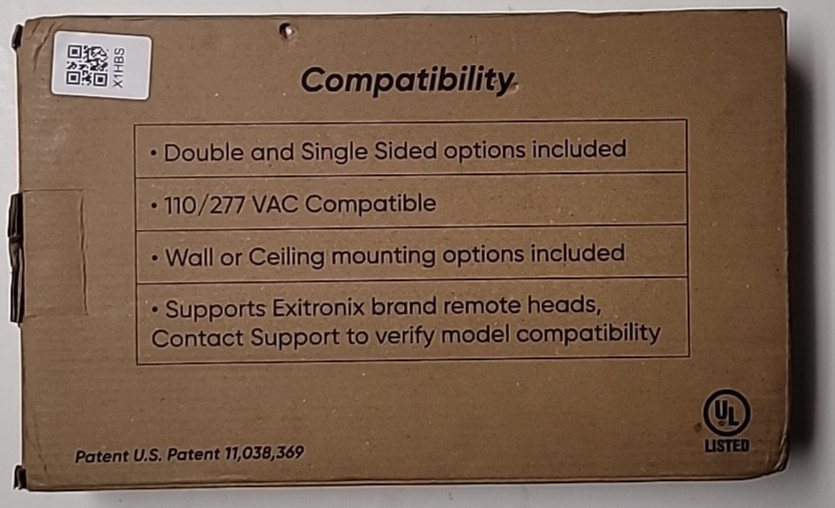 X1HBS
Compatibility
• Double and Single Sided options included
• 110/277 VAC Compatible
• Wall or Ceiling mounting options included
• Supports Exitronix brand remote heads,
Contact Support to verify model compatibility
UL
LISTED
Patent U.S. Patent 11,038,369